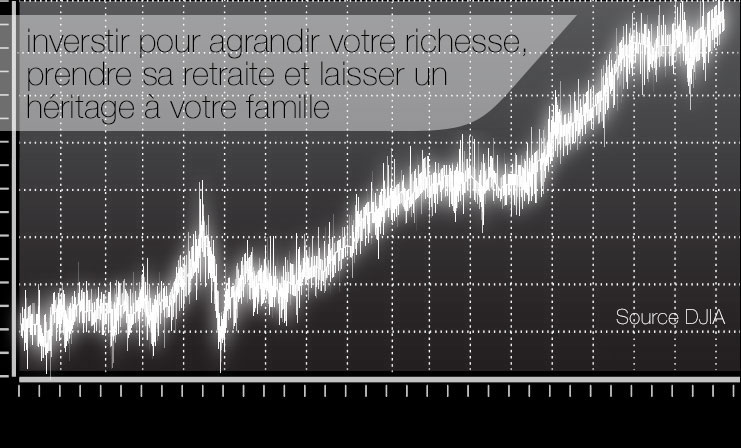 inverstir pour agrandir votre richesse,
prendre sa retraite et laisser un
héritage à votre famille
Source DJIA